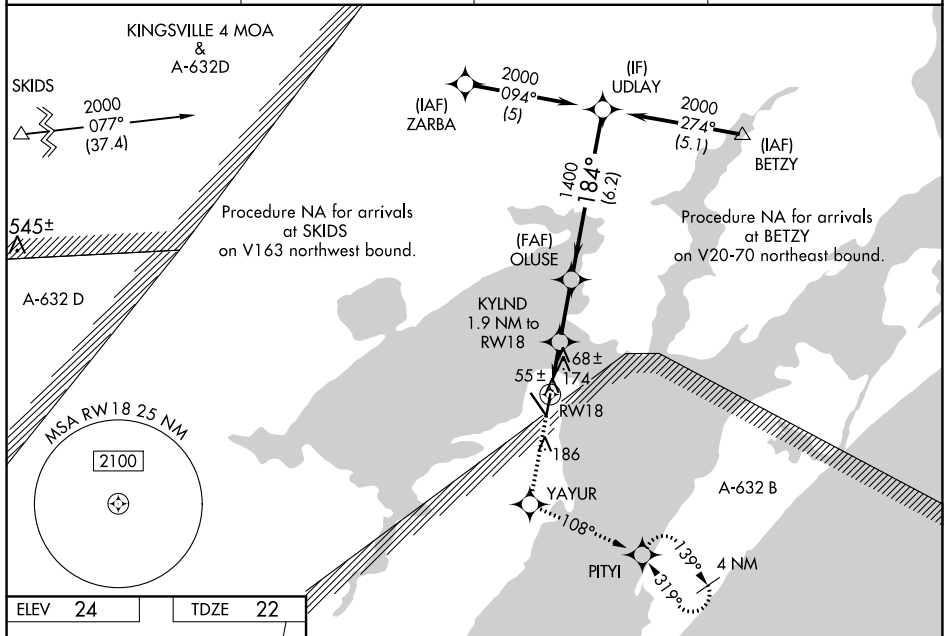 KINGSVILLE 4 MOA
&
A-632D
SKIDS
2000
077°
(37.4)
(IAF)
ZARBA
2000
094°
(5)
(IF)
UDLAY
2000
274°
(5.1)
(IAF)
BETZY
1400
184°
(6.2)
545±
Procedure NA for arrivals
at SKIDS
on V163 northwest bound.
Procedure NA for arrivals
at BETZY
on V20-70 northeast bound.
(FAF)
OLUSE
A-632 D
KYLND
1.9 NM to
RW18
68±
55±
174
RW18
MSA RW18 25 NM
2100
186
YAYUR
A-632 B
108°
PITYI
139°
319°
4 NM
ELEV 24
TDZE 22